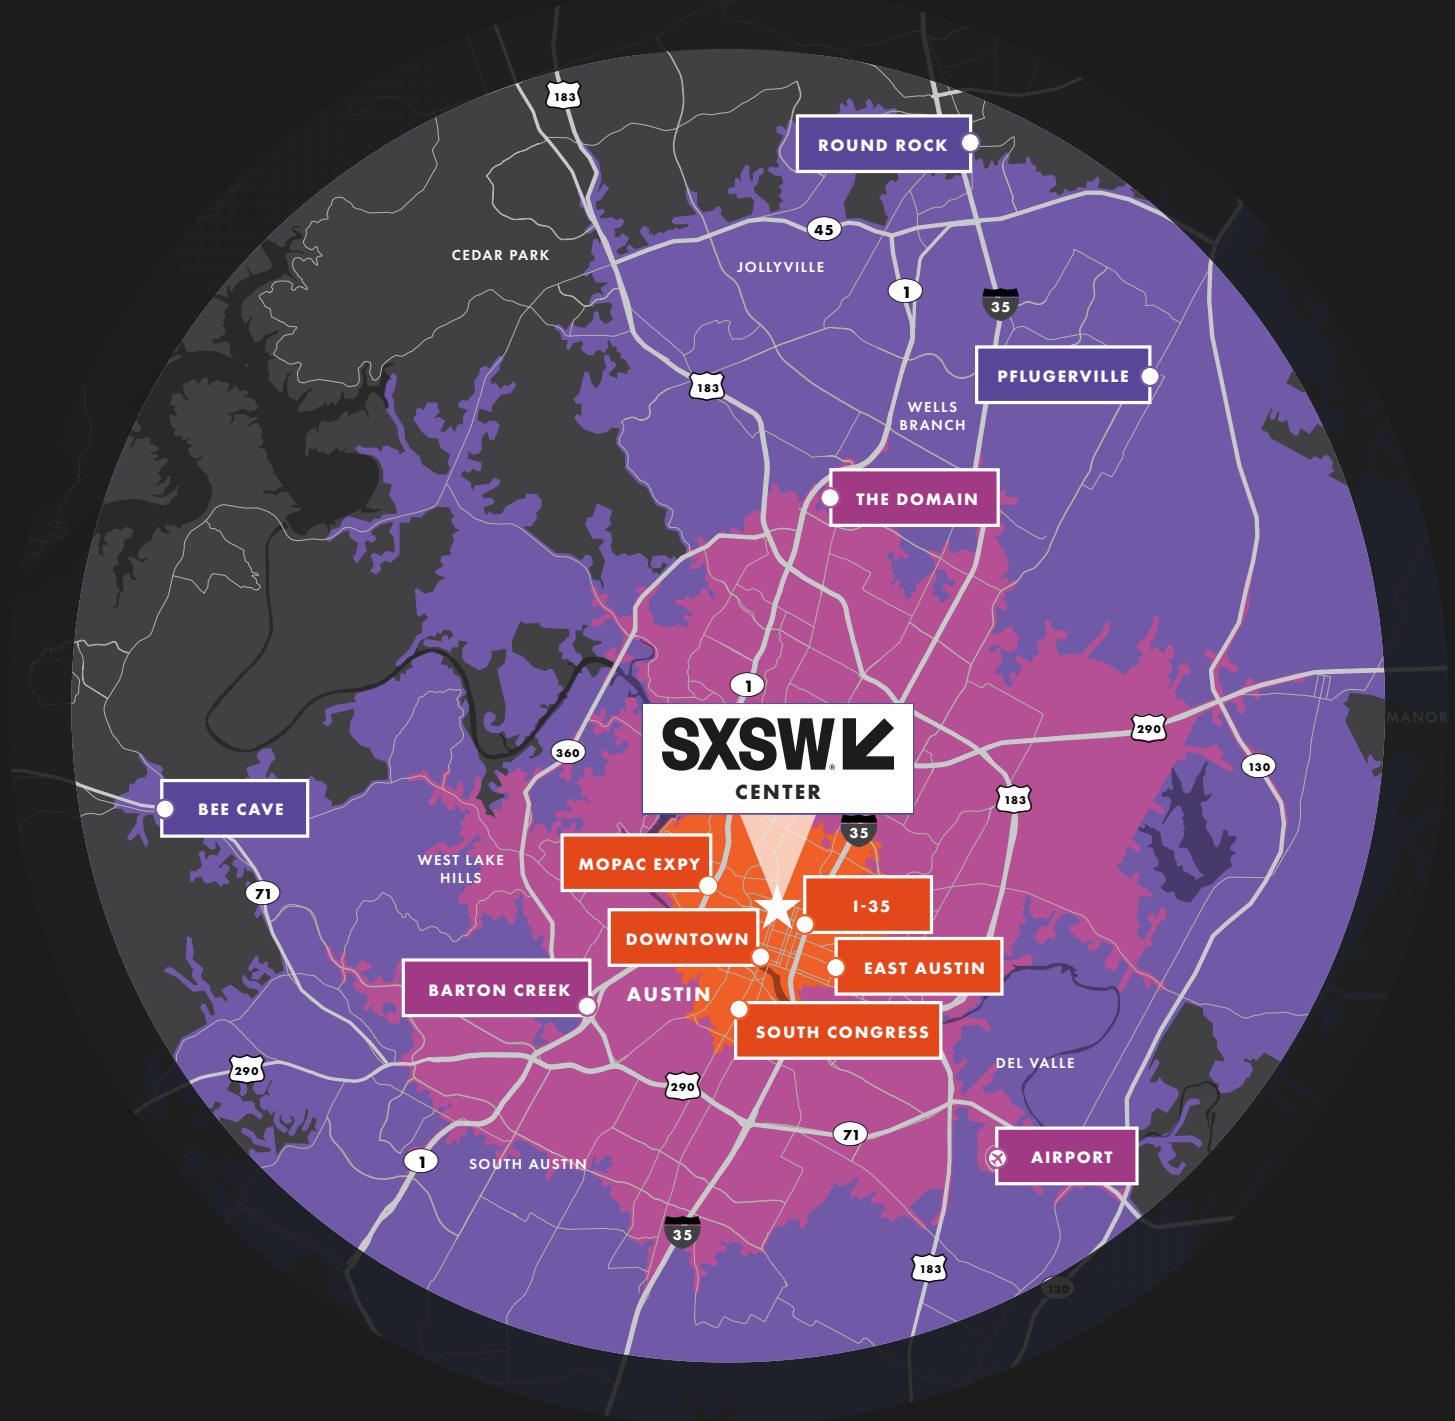 183
ROUND ROCK
45
CEDAR PARK
JOLLYVILLE
1
35
183
PFLUGERVILLE
WELLS
BRANCH
THE DOMAIN
1
MANOR
290
360
SXSW®
CENTER
130
183
BEE CAVE
35
MOPAC EXPY
WEST LAKE
HILLS
71
I-35
DOWNTOWN
EAST AUSTIN
BARTON CREEK
AUSTIN
SOUTH CONGRESS
DEL VALLE
290
290
71
AIRPORT
1
SOUTH AUSTIN
35
183
130